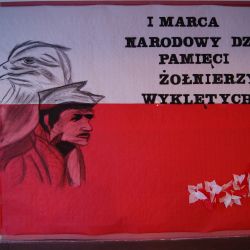 I MARCA
NARODOWY DZ
PAMIĘCI
ŻOŁNIERZY
WYKLĘTYCH